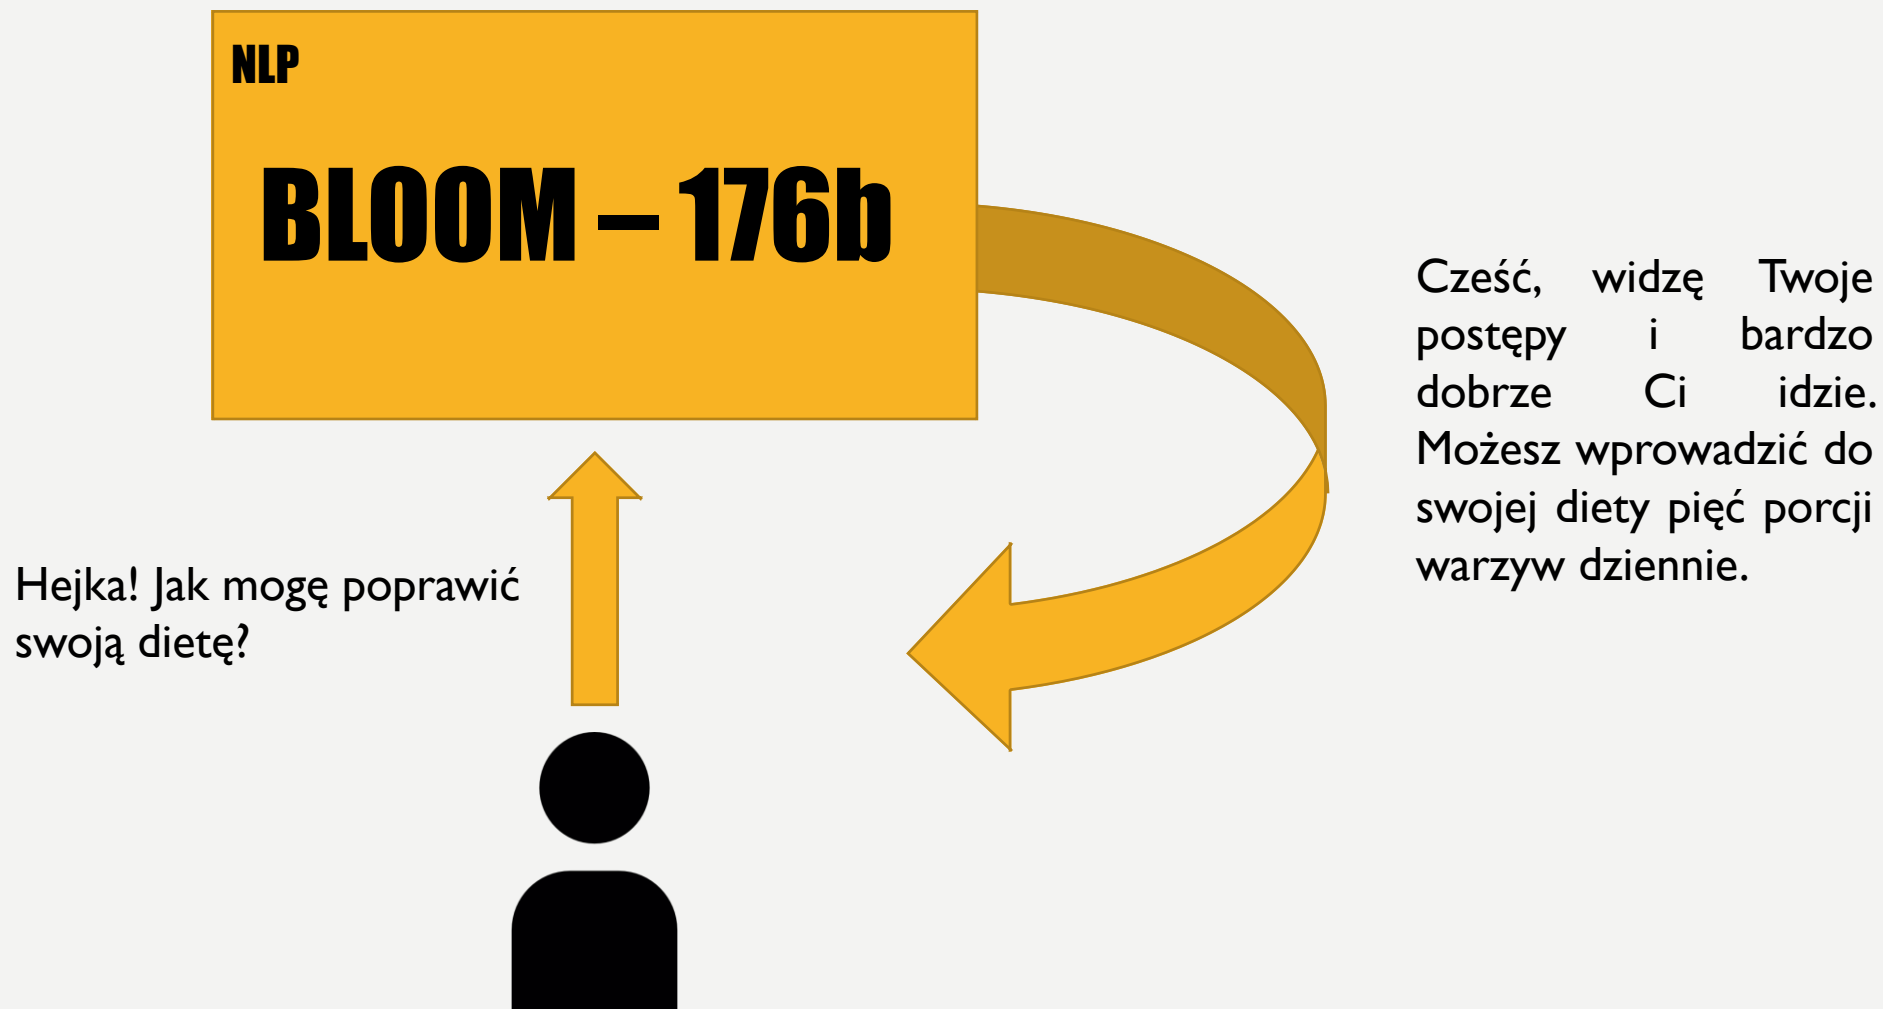 NLP
BLOOM – 176b
Hejka! Jak mogę poprawić
swoją dietę?
Cześć, widzę Twoje
postępy i bardzo
dobrze Ci idzie.
Możesz wprowadzić do
swojej diety pięć porcji
warzyw dziennie.